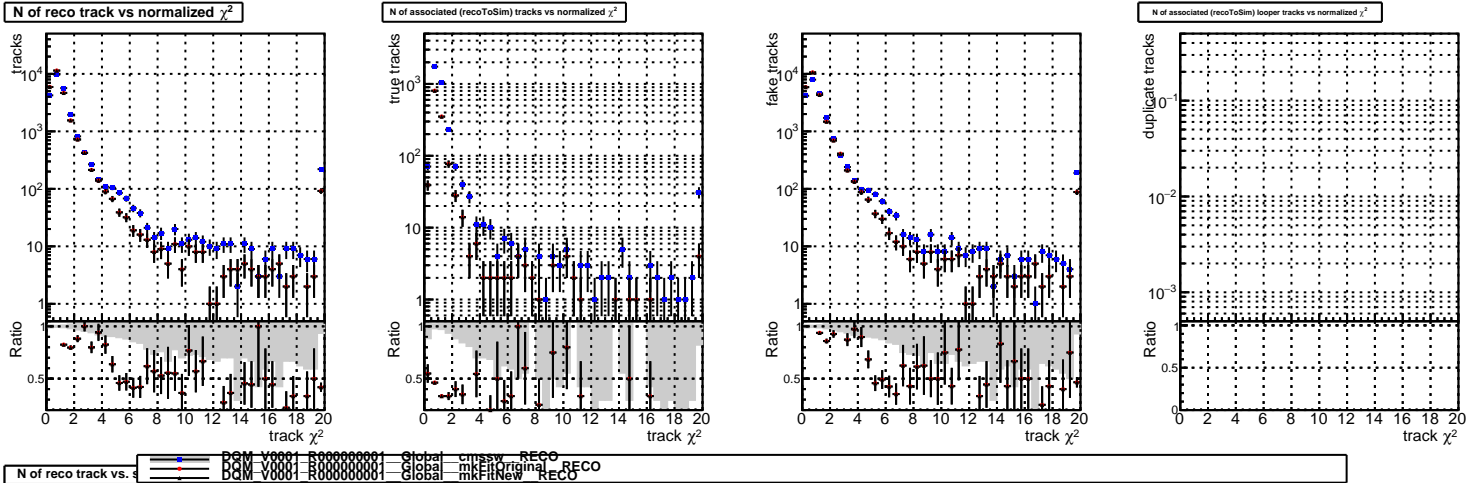 N of reco track vs normalized χ²
N of associated (recoToSim) tracks vs normalized χ²
N of associated (recoToSim) looper tracks vs normalized χ²
tracks
10⁴
10³
10²
10
1
Ratio
1
0.5
0 2 4 6 8 10 12 14 16 18 20
track χ²
true tracks
10³
10²
10
1
Ratio
1
0.5
0 2 4 6 8 10 12 14 16 18 20
track χ²
fake tracks
10⁴
10³
10²
10
1
Ratio
1
0.5
0 2 4 6 8 10 12 14 16 18 20
track χ²
duplicate tracks
10⁻¹
10⁻²
10⁻³
Ratio
1
0.5
0
0 2 4 6 8 10 12 14 16 18 20
track χ²
DQM_V0001_R000000001__Global__cmssw__RECO
DQM_V0001_R000000001__Global__mkFitOriginal__RECO
DQM_V0001_R000000001__Global__mkFitNew__RECO
N of reco track vs.